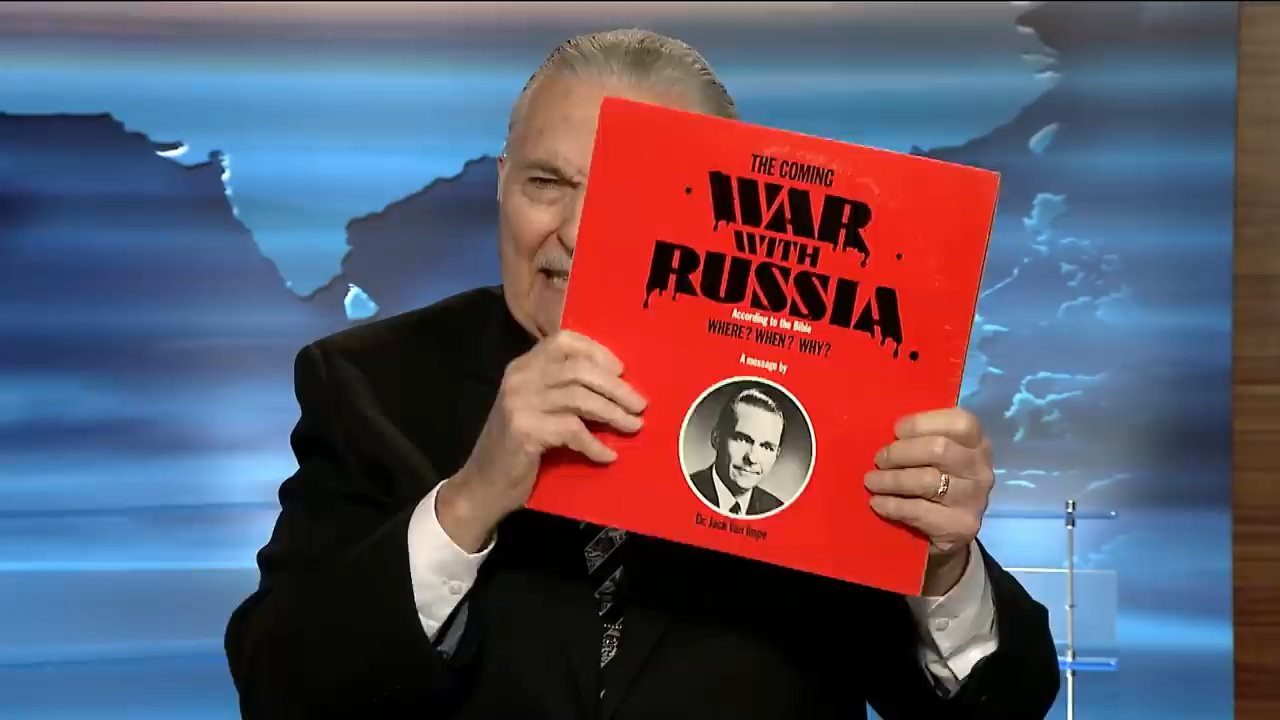 THE COMING
WAR
WITH
RUSSIA
According to the Bible
WHERE? WHEN? WHY?
A message by
Dr. Jack Van Impe